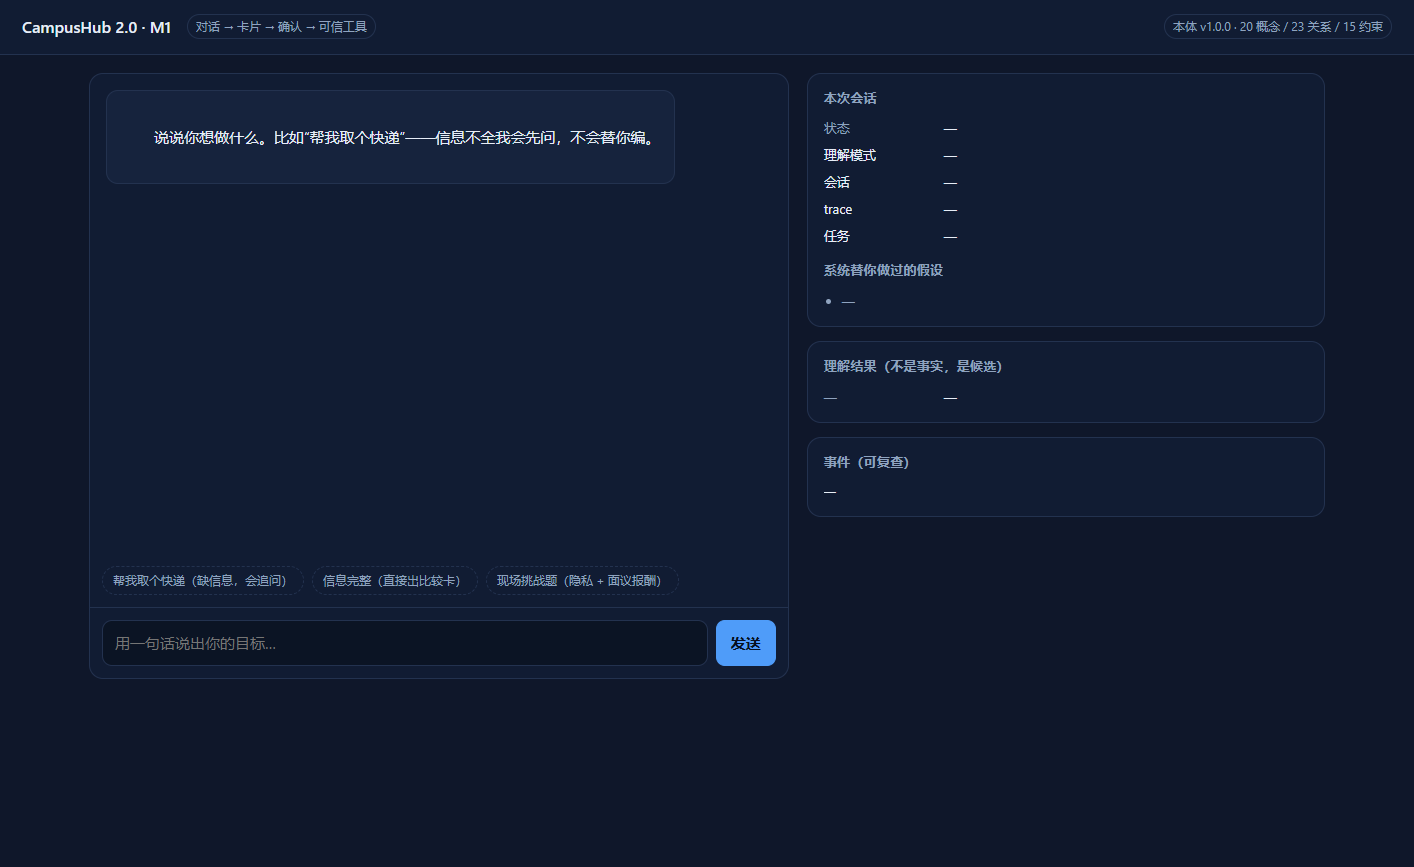 CampusHub 2.0 · M1
对话 → 卡片 → 确认 → 可信工具
本体 v1.0.0 · 20 概念 / 23 关系 / 15 约束
说说你想做什么。比如“帮我取个快递”——信息不全我会先问，不会替你编。
帮我取个快递（缺信息，会追问）
信息完整（直接出比较卡）
现场挑战题（隐私 + 面议报酬）
用一句话说出你的目标...
发送
本次会话
状态 —
理解模式 —
会话 —
trace —
任务 —
系统替你做过的假设
• —
理解结果（不是事实，是候选）
— —
事件（可复查）
—